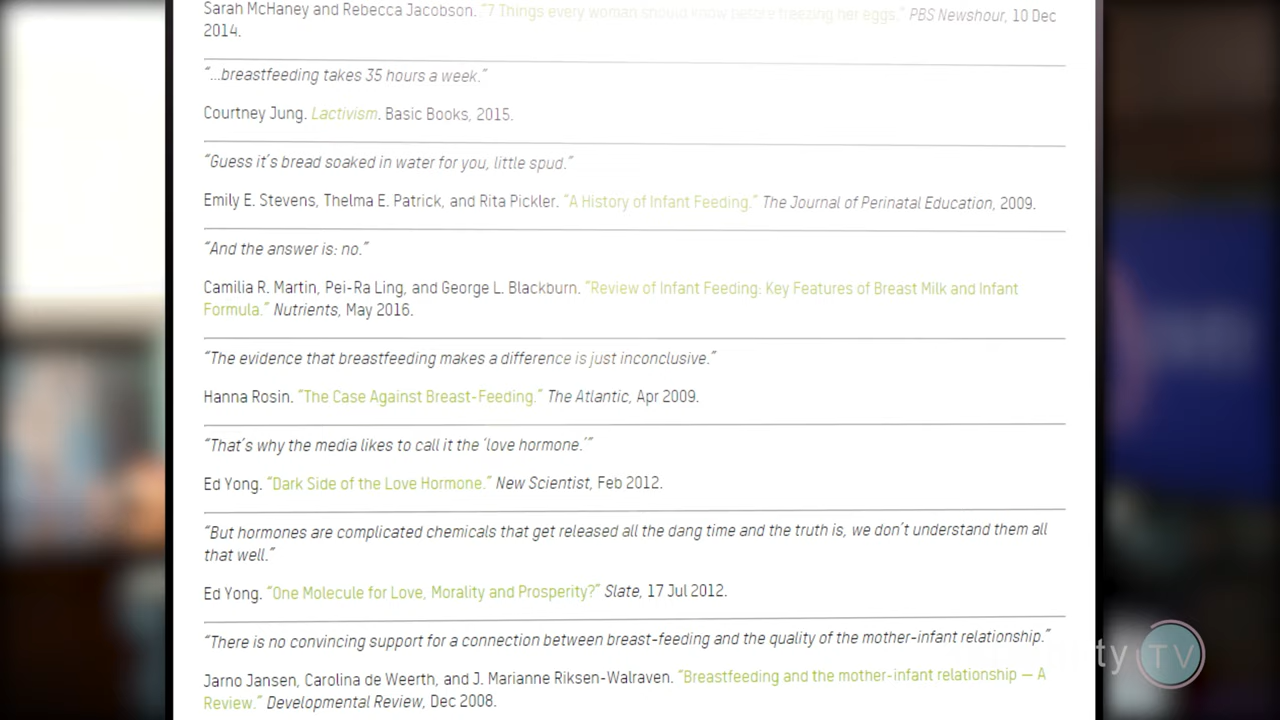 Sarah McHaney and Rebecca Jacobson. "7 Things every woman should know before freezing her eggs." PBS Newshour, 10 Dec
2014.
"...breastfeeding takes 35 hours a week."
Courtney Jung. Lactivism. Basic Books, 2015.
"Guess it's bread soaked in water for you, little spud."
Emily E. Stevens, Thelma E. Patrick, and Rita Pickler. "A History of Infant Feeding." The Journal of Perinatal Education, 2009.
"And the answer is: no."
Camilia R. Martin, Pei-Ra Ling, and George L. Blackburn. "Review of Infant Feeding: Key Features of Breast Milk and Infant
Formula." Nutrients, May 2016.
"The evidence that breastfeeding makes a difference is just inconclusive."
Hanna Rosin. "The Case Against Breast-Feeding." The Atlantic, Apr 2009.
"That's why the media likes to call it the 'love hormone.'"
Ed Yong. "Dark Side of the Love Hormone." New Scientist, Feb 2012.
"But hormones are complicated chemicals that get released all the dang time and the truth is, we don't understand them all
that well."
Ed Yong. "One Molecule for Love, Morality and Prosperity?" Slate, 17 Jul 2012.
"There is no convincing support for a connection between breast-feeding and the quality of the mother-infant relationship."
Jarno Jansen, Carolina de Weerth, and J. Marianne Riksen-Walraven. "Breastfeeding and the mother-infant relationship — A
Review." Developmental Review, Dec 2008.
TV